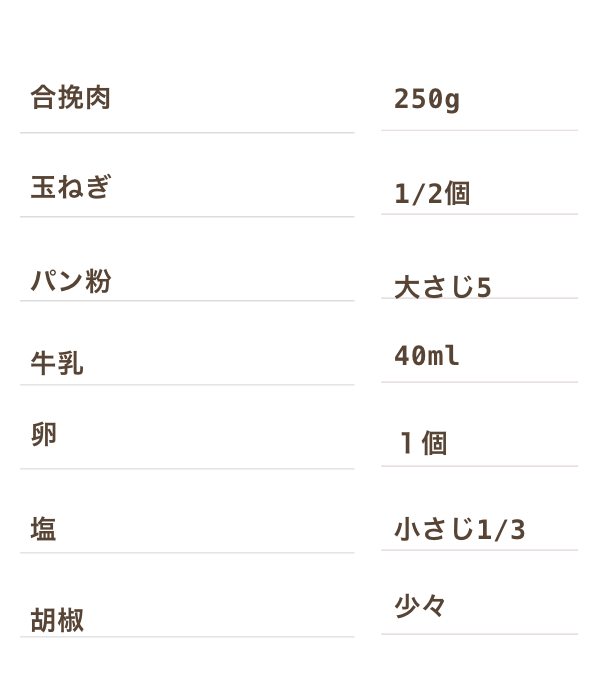 合挽肉 250g
玉ねぎ 1/2個
パン粉 大さじ5
牛乳 40ml
卵 １個
塩 小さじ1/3
胡椒 少々